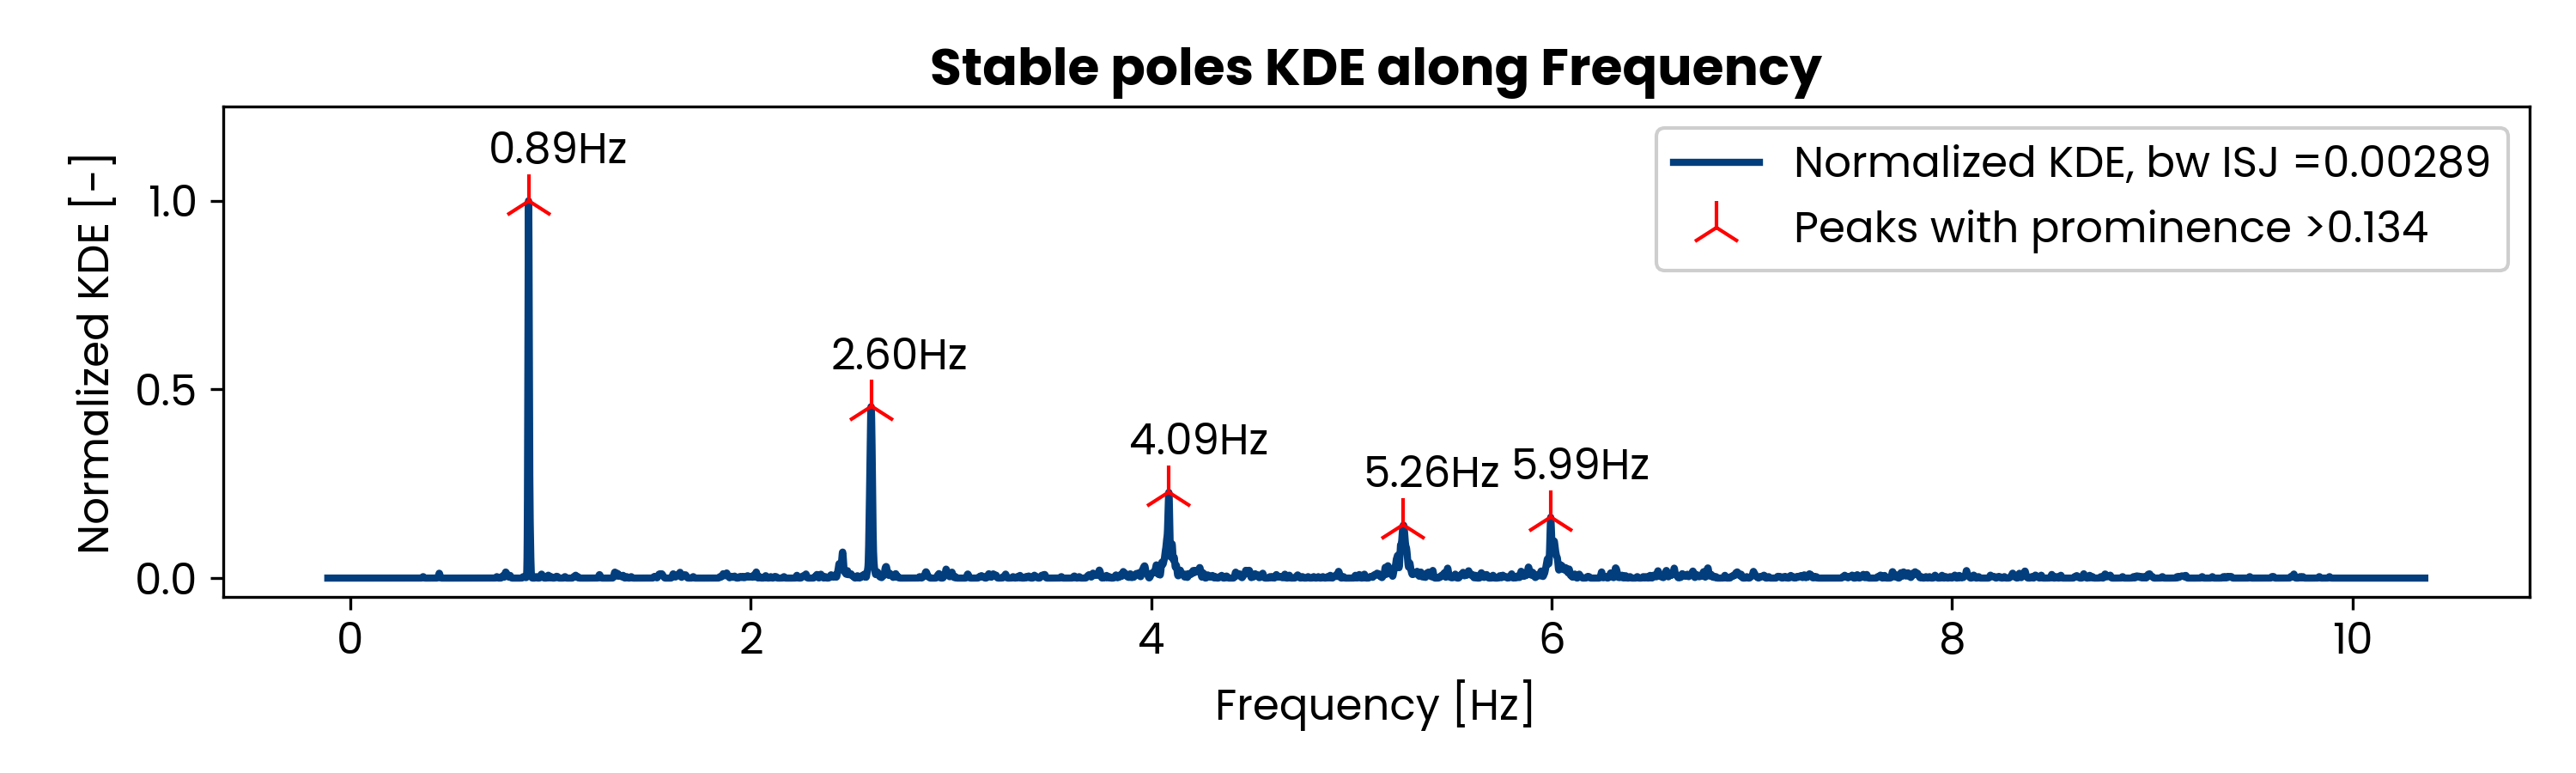 Stable poles KDE along Frequency
Normalized KDE, bw ISJ =0.00289
Peaks with prominence >0.134
0.89Hz
2.60Hz
4.09Hz
5.26Hz
5.99Hz
Normalized KDE [-]
1.0
0.5
0.0
0
2
4
6
8
10
Frequency [Hz]